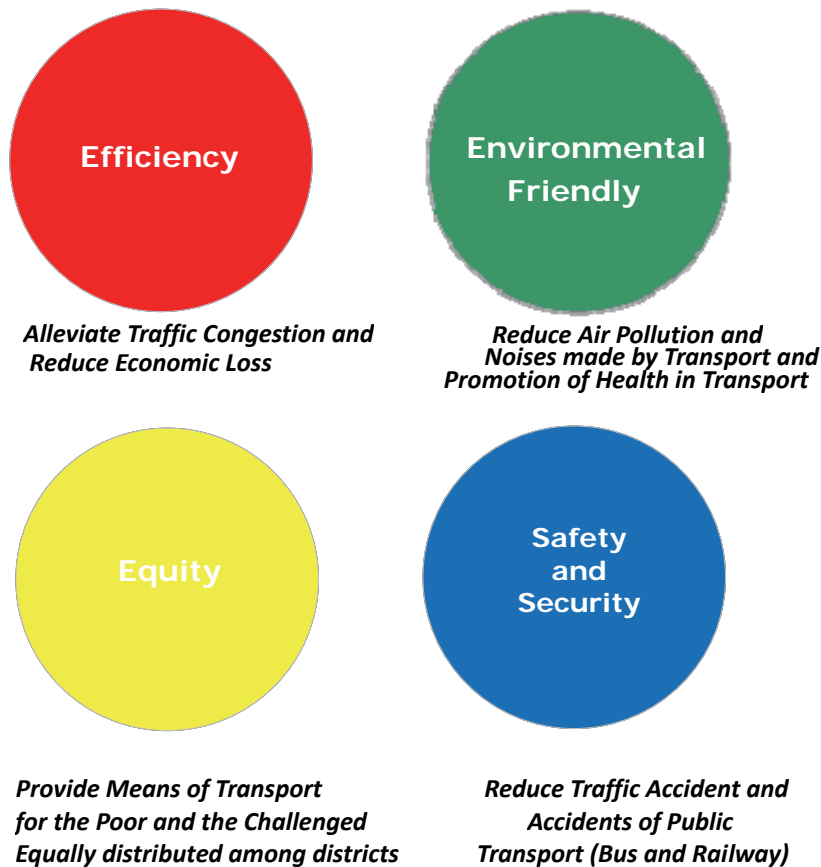 Efficiency
Alleviate Traffic Congestion and
Reduce Economic Loss
Environmental
Friendly
Reduce Air Pollution and
Noises made by Transport and
Promotion of Health in Transport
Equity
Provide Means of Transport
for the Poor and the Challenged
Equally distributed among districts
Safety
and
Security
Reduce Traffic Accident and
Accidents of Public
Transport (Bus and Railway)